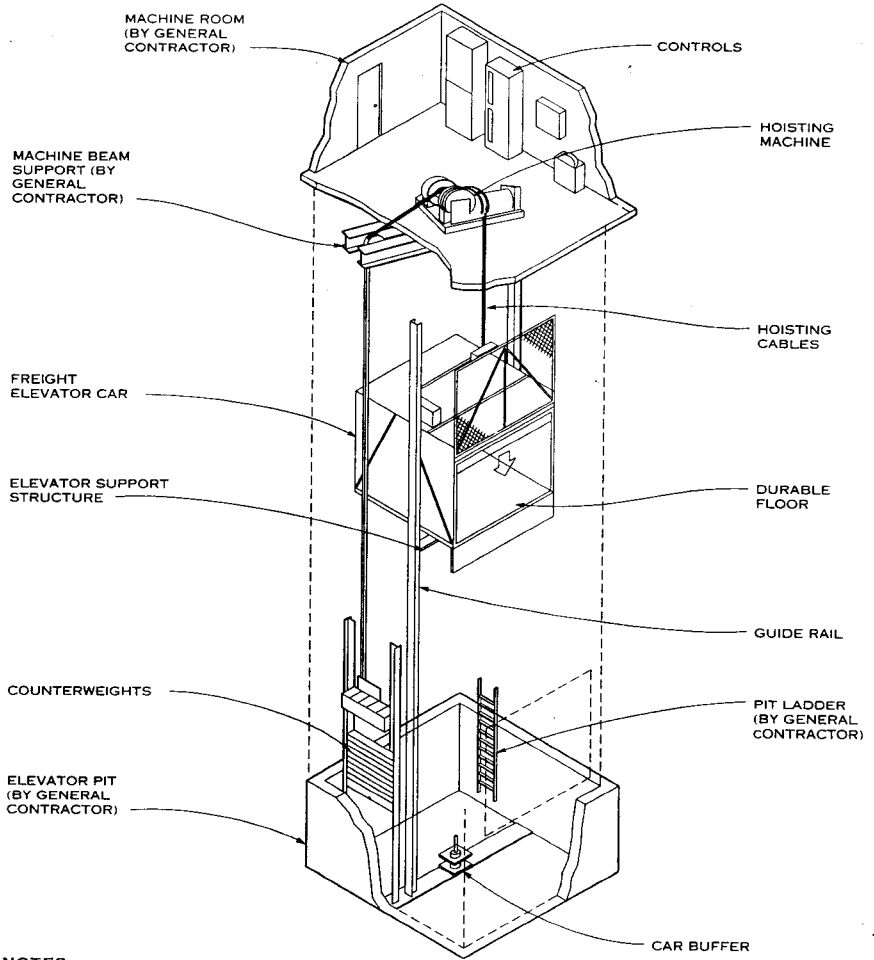 MACHINE ROOM
(BY GENERAL
CONTRACTOR)
CONTROLS
HOISTING
MACHINE
MACHINE BEAM
SUPPORT (BY
GENERAL
CONTRACTOR)
HOISTING
CABLES
FREIGHT
ELEVATOR CAR
ELEVATOR SUPPORT
STRUCTURE
DURABLE
FLOOR
GUIDE RAIL
COUNTERWEIGHTS
PIT LADDER
(BY GENERAL
CONTRACTOR)
ELEVATOR PIT
(BY GENERAL
CONTRACTOR)
CAR BUFFER
NOTES